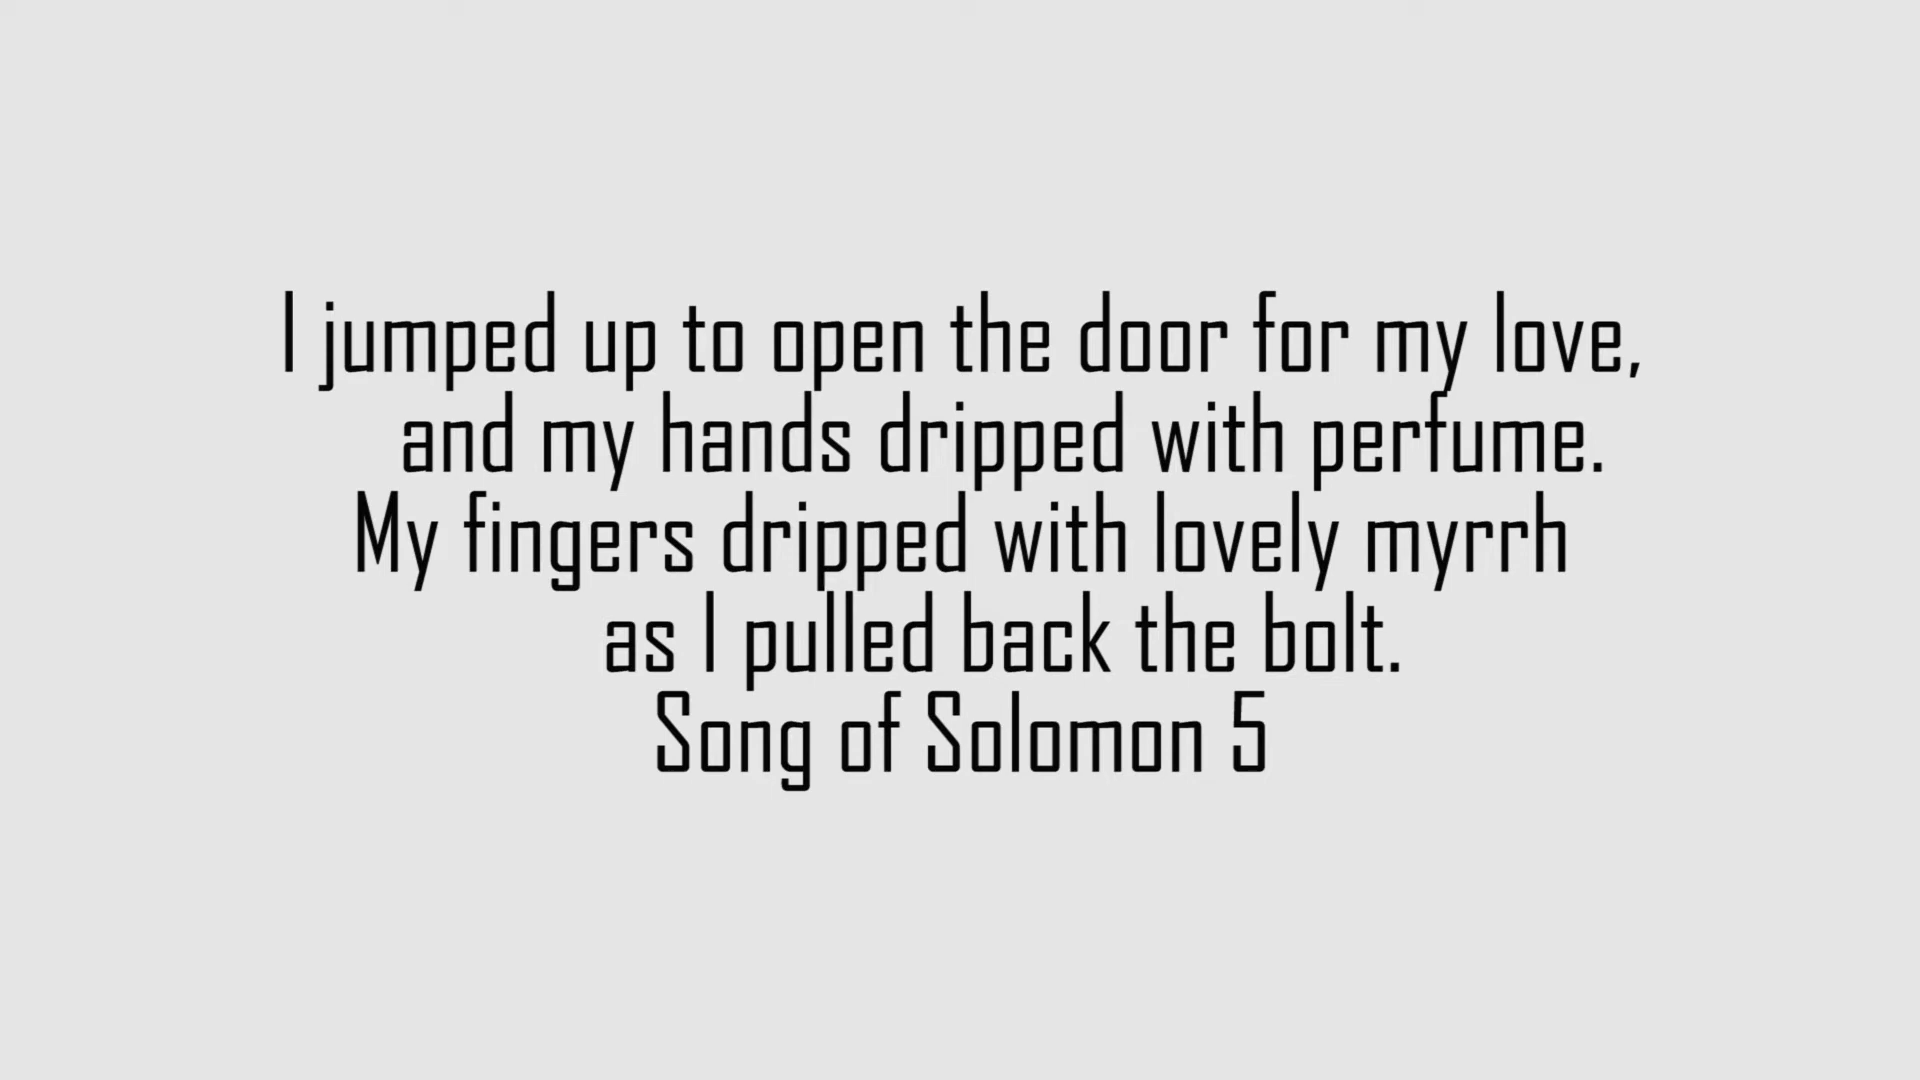 I jumped up to open the door for my love,
and my hands dripped with perfume.
My fingers dripped with lovely myrrh
as I pulled back the bolt.
Song of Solomon 5